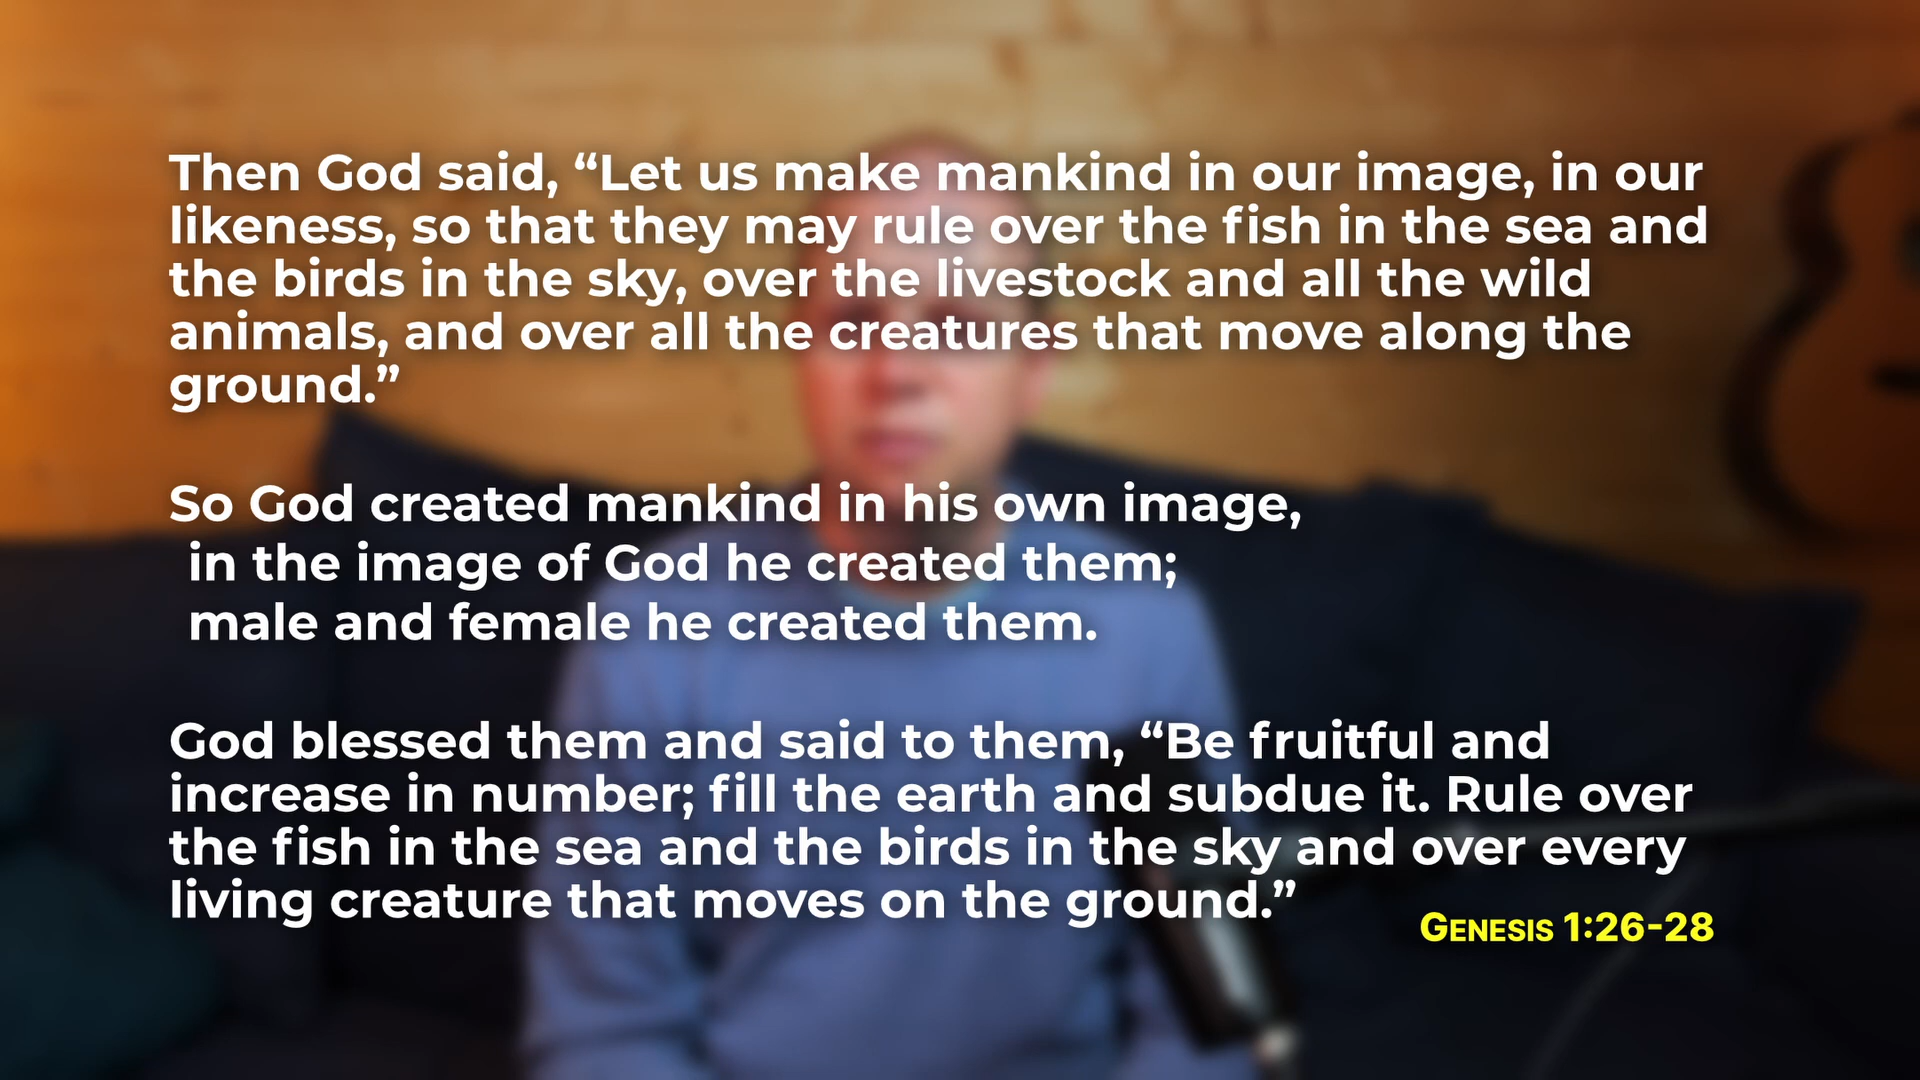 Then God said, “Let us make mankind in our image, in our
likeness, so that they may rule over the fish in the sea and
the birds in the sky, over the livestock and all the wild
animals, and over all the creatures that move along the
ground.”
So God created mankind in his own image,
in the image of God he created them;
male and female he created them.
God blessed them and said to them, “Be fruitful and
increase in number; fill the earth and subdue it. Rule over
the fish in the sea and the birds in the sky and over every
living creature that moves on the ground.”
Genesis 1:26-28